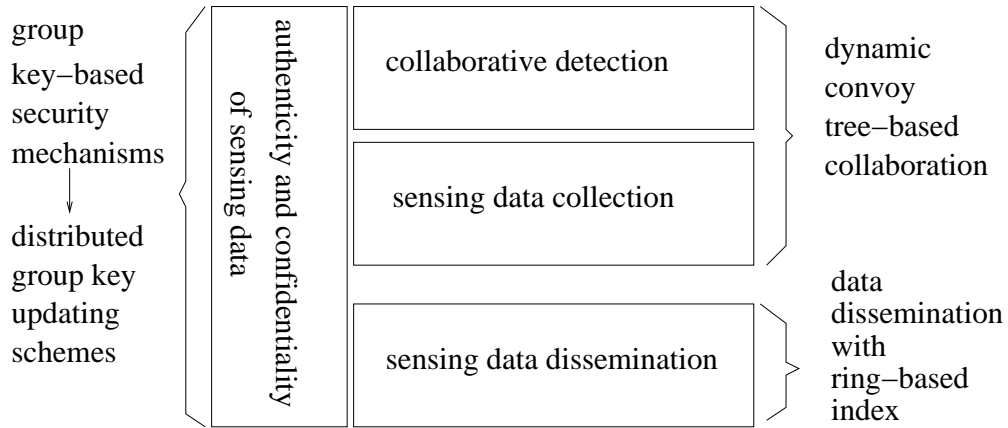 group
key−based
security
mechanisms
distributed
group key
updating
schemes
authenticity and confidentiality
of sensing data
collaborative detection
sensing data collection
sensing data dissemination
dynamic
convoy
tree−based
collaboration
data
dissemination
with
ring−based
index